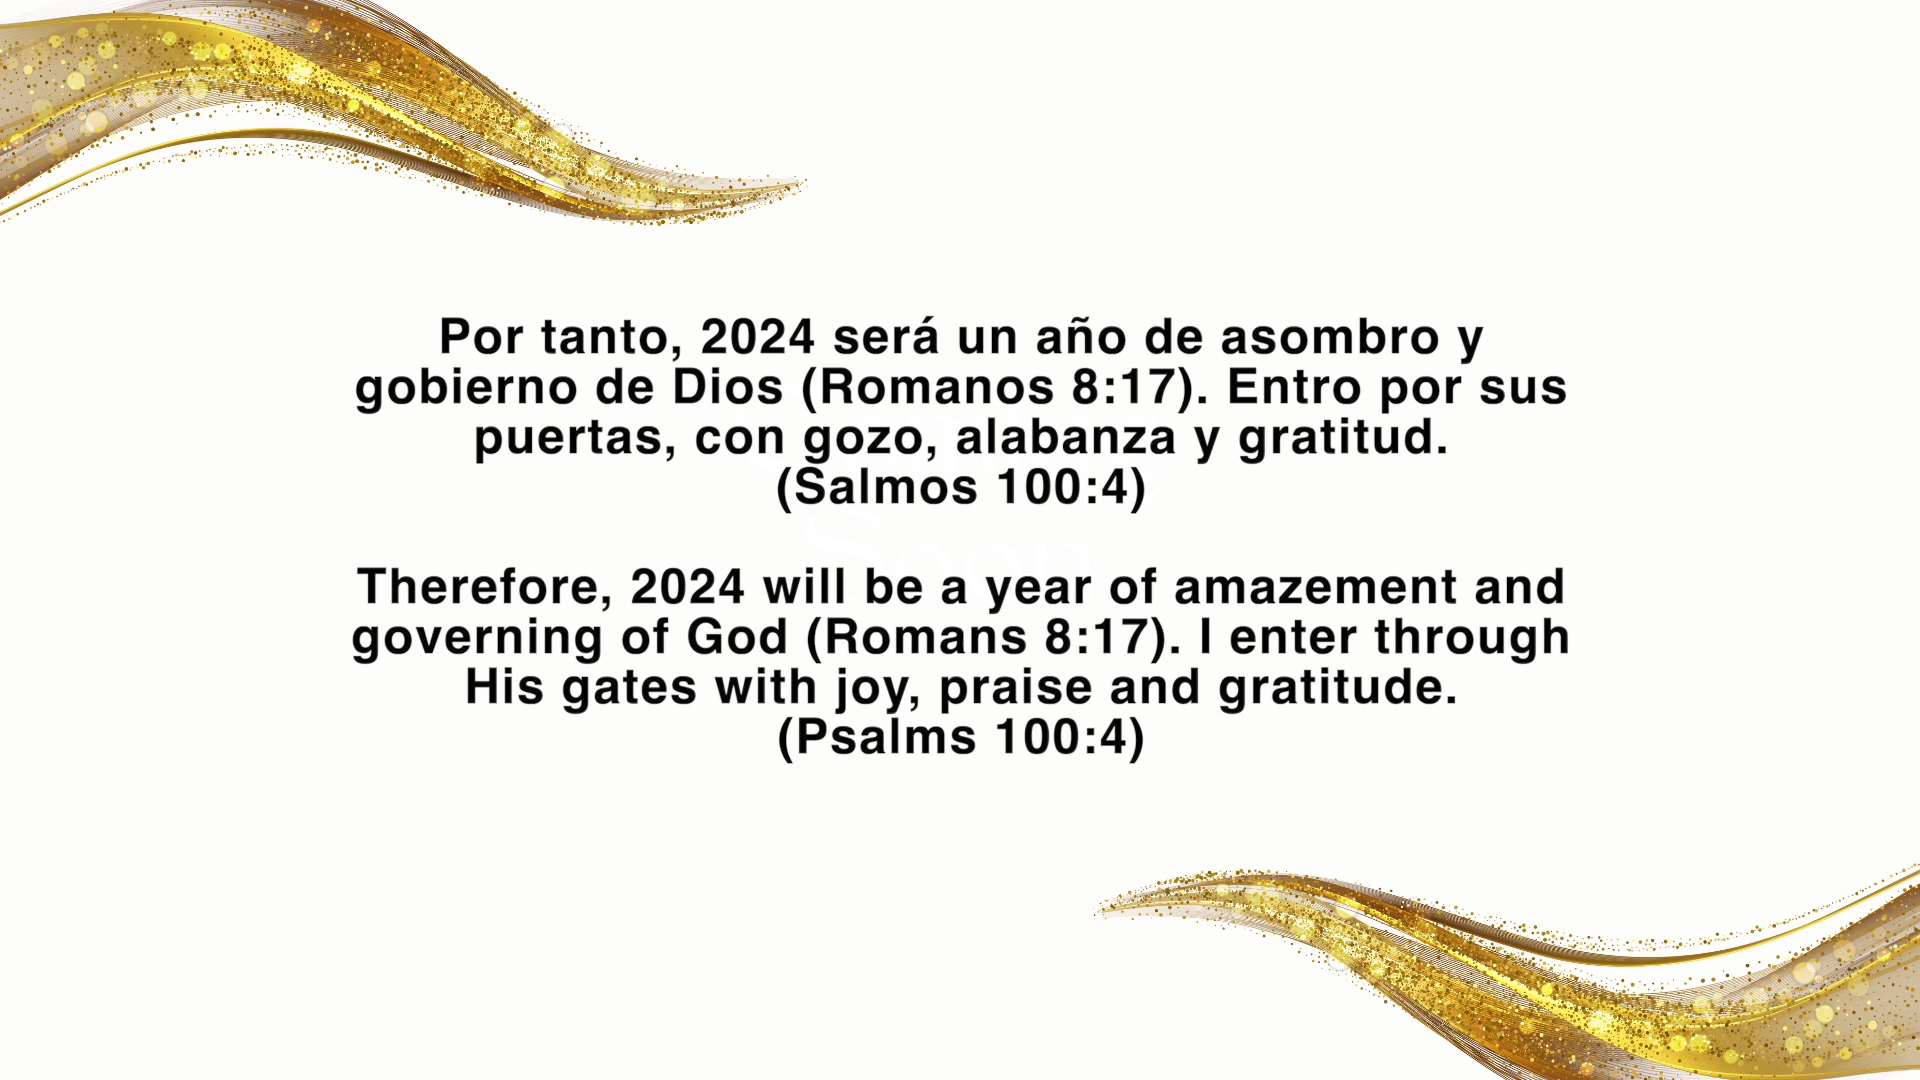 Por tanto, 2024 será un año de asombro y
gobierno de Dios (Romanos 8:17). Entro por sus
puertas, con gozo, alabanza y gratitud.
(Salmos 100:4)
Therefore, 2024 will be a year of amazement and
governing of God (Romans 8:17). I enter through
His gates with joy, praise and gratitude.
(Psalms 100:4)